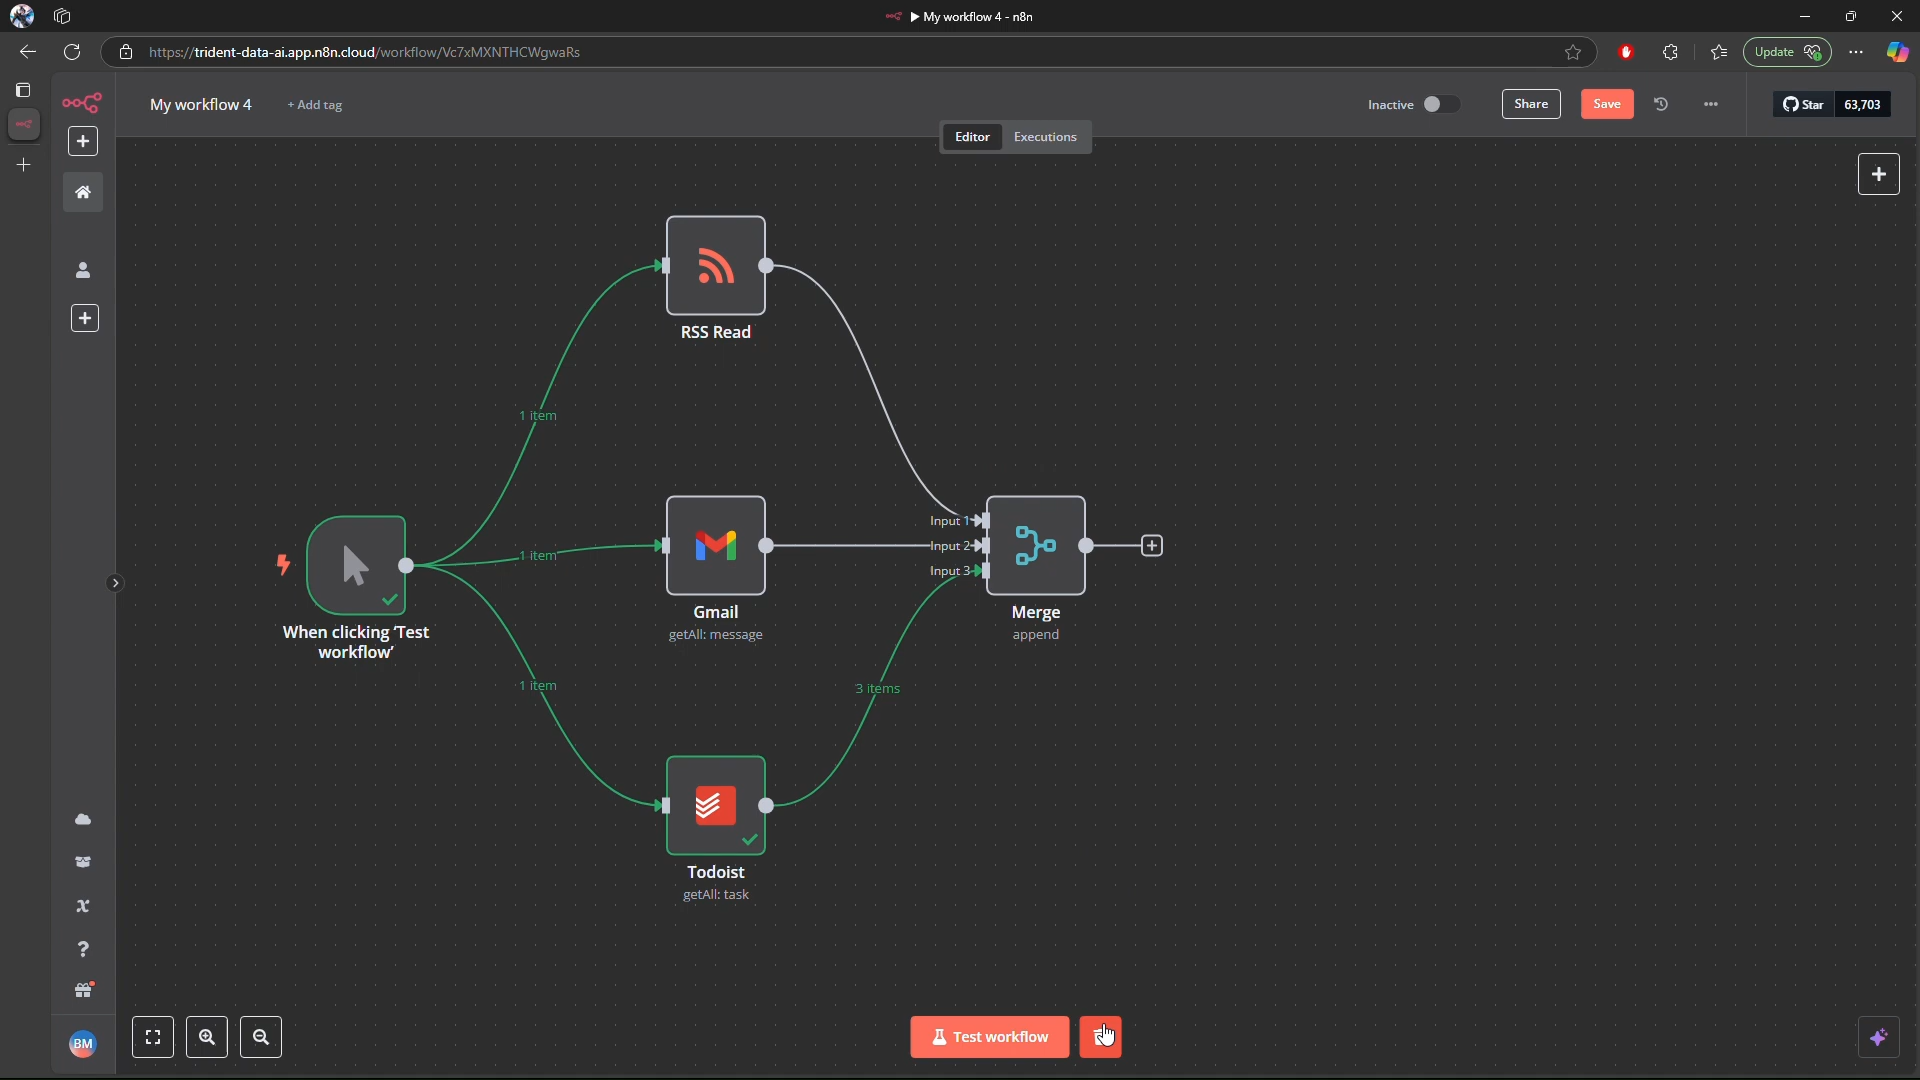 My workflow 4 - n8n
https://trident-data-ai.app.n8n.cloud/workflow/Vc7xMXNTHCWgwaRs
Update
My workflow 4
+ Add tag
Inactive
Share
Save
Star
63,703
Editor
Executions
RSS Read
1 item
1 item
1 item
When clicking ‘Test
workflow’
Gmail
getAll: message
Input 1
Input 2
Input 3
Merge
append
3 items
Todoist
getAll: task
BM
Test workflow